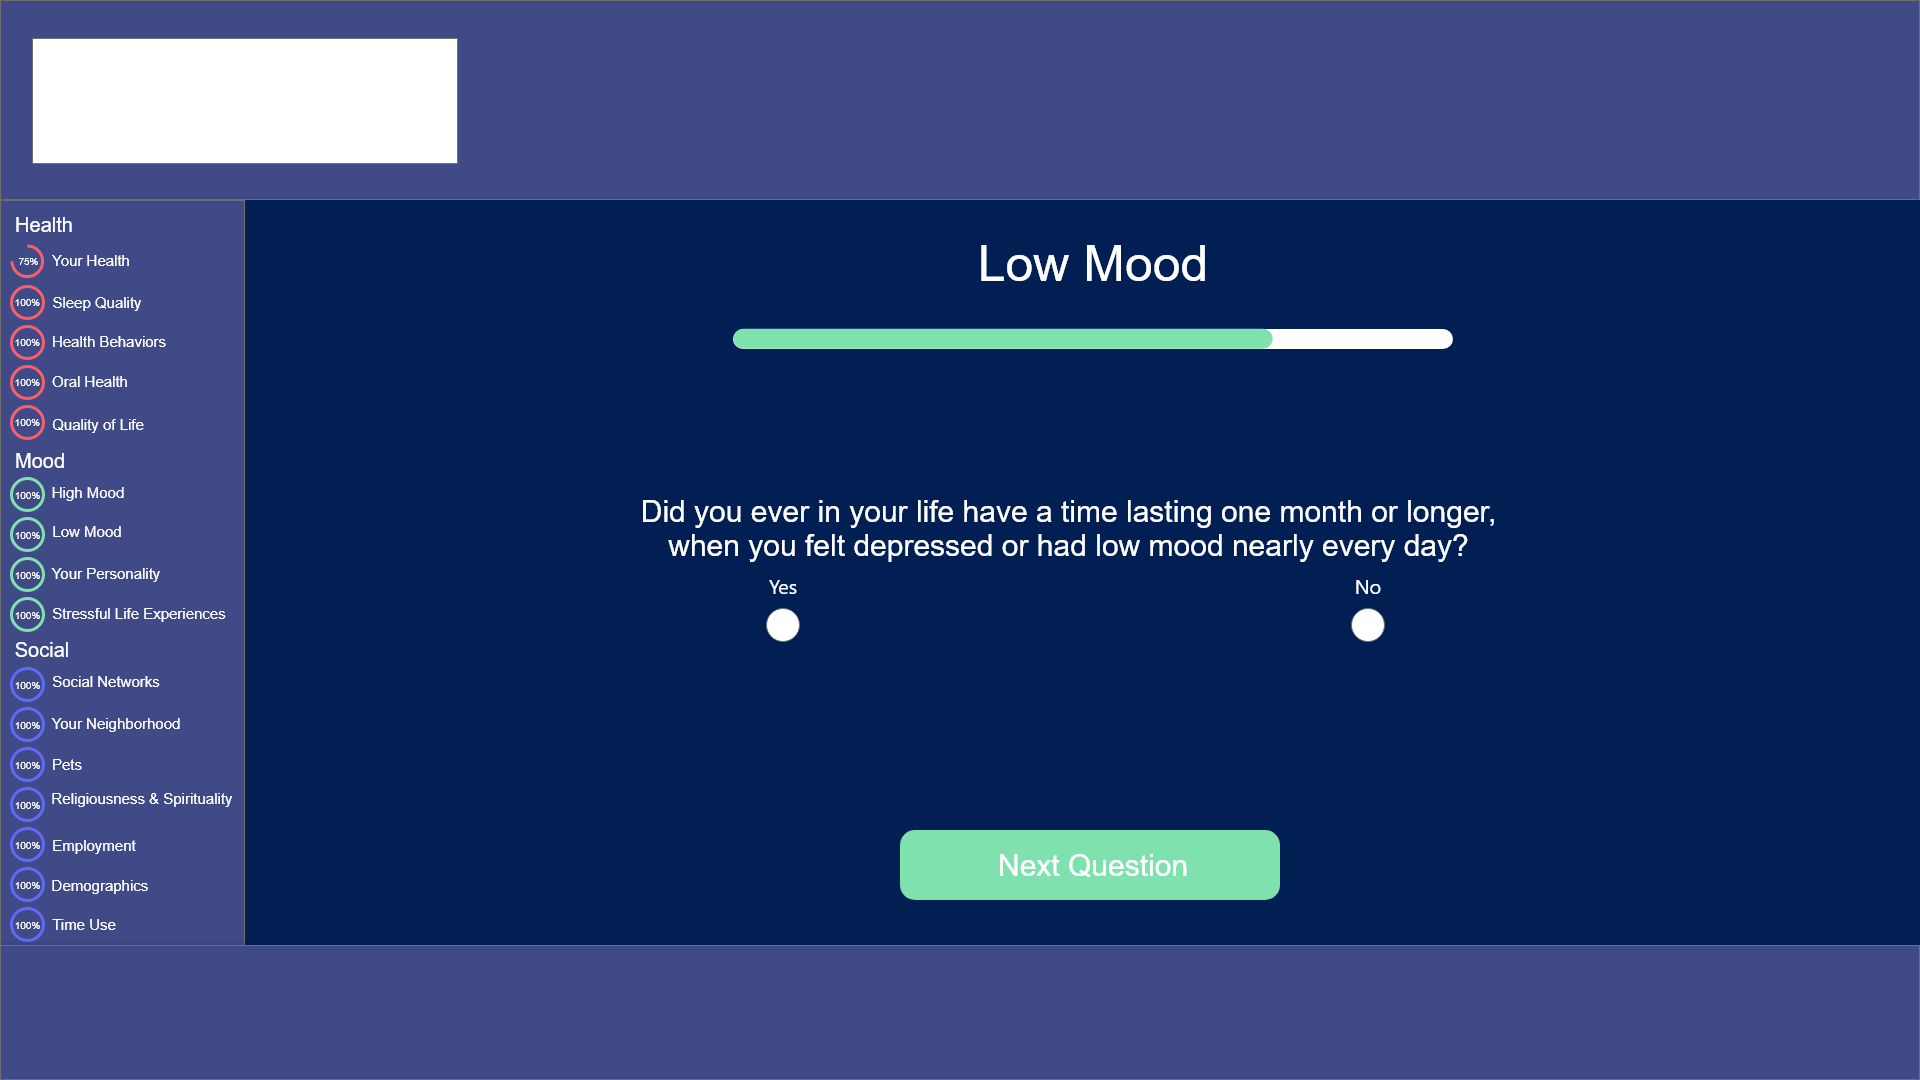 Health
75% Your Health
100% Sleep Quality
100% Health Behaviors
100% Oral Health
100% Quality of Life
Mood
100% High Mood
100% Low Mood
100% Your Personality
100% Stressful Life Experiences
Social
100% Social Networks
100% Your Neighborhood
100% Pets
100% Religiousness & Spirituality
100% Employment
100% Demographics
100% Time Use
Low Mood
Did you ever in your life have a time lasting one month or longer,
when you felt depressed or had low mood nearly every day?
Yes No
Next Question